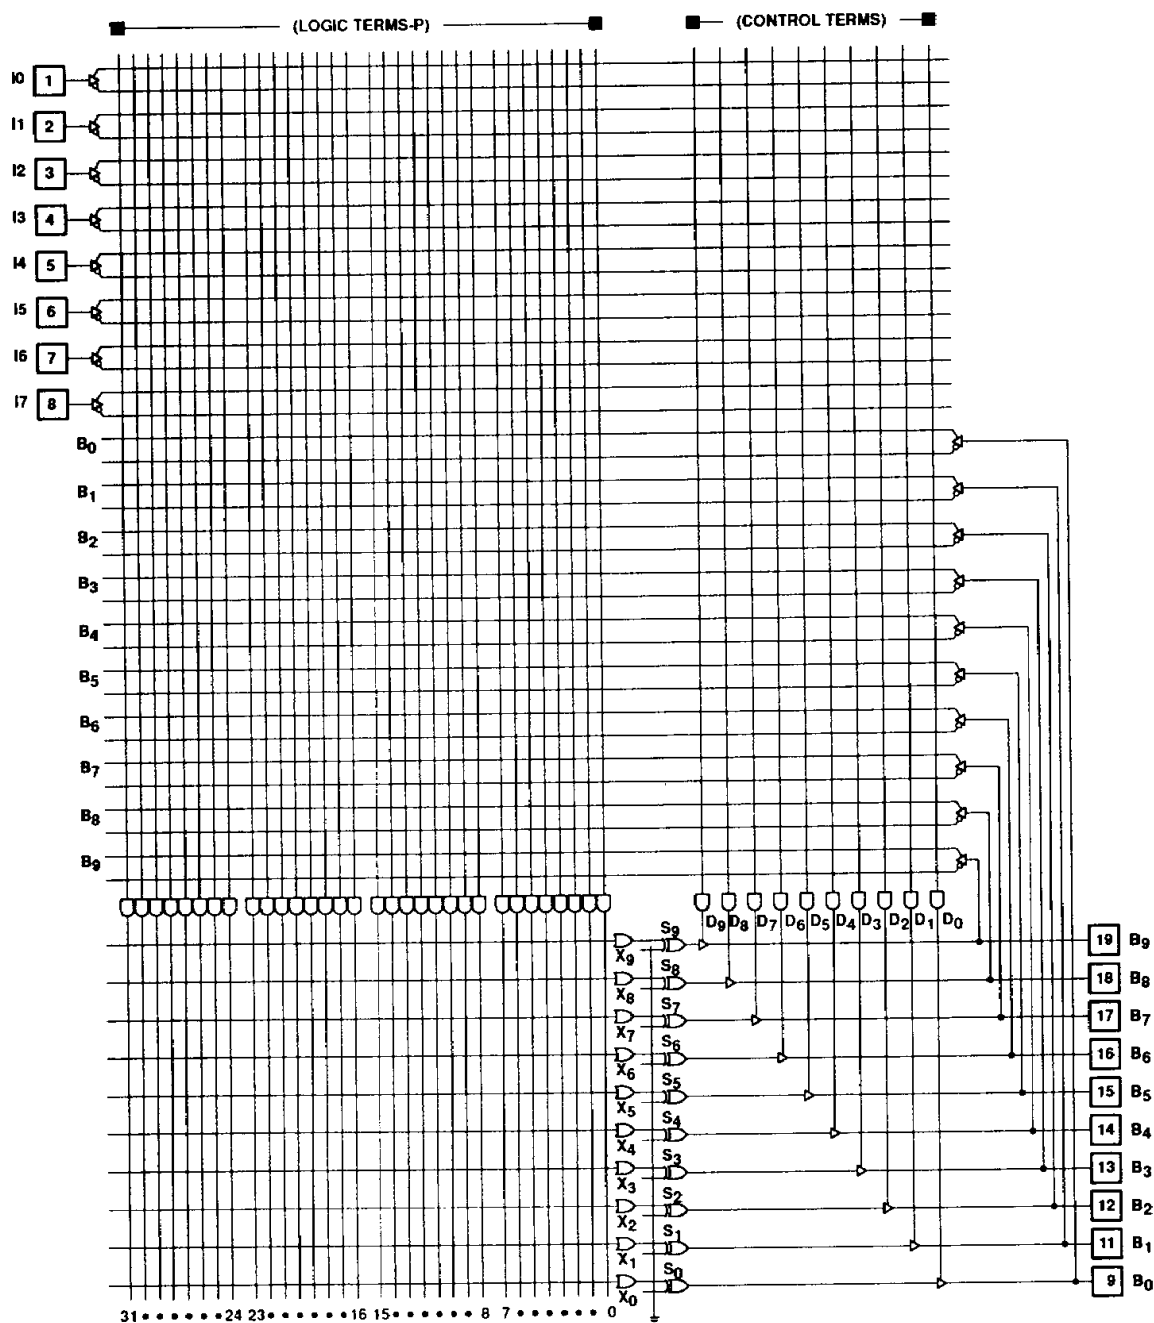 (LOGIC TERMS-P) (CONTROL TERMS)
I0 1
I1 2
I2 3
I3 4
I4 5
I5 6
I6 7
I7 8
B0
B1
B2
B3
B4
B5
B6
B7
B8
B9
D9 D8 D7 D6 D5 D4 D3 D2 D1 D0
X9 S9 19 B9
X8 S8 18 B8
X7 S7 17 B7
X6 S6 16 B6
X5 S5 15 B5
X4 S4 14 B4
X3 S3 13 B3
X2 S2 12 B2
X1 S1 11 B1
X0 S0 9 B0
31 24 23 16 15 8 7 0